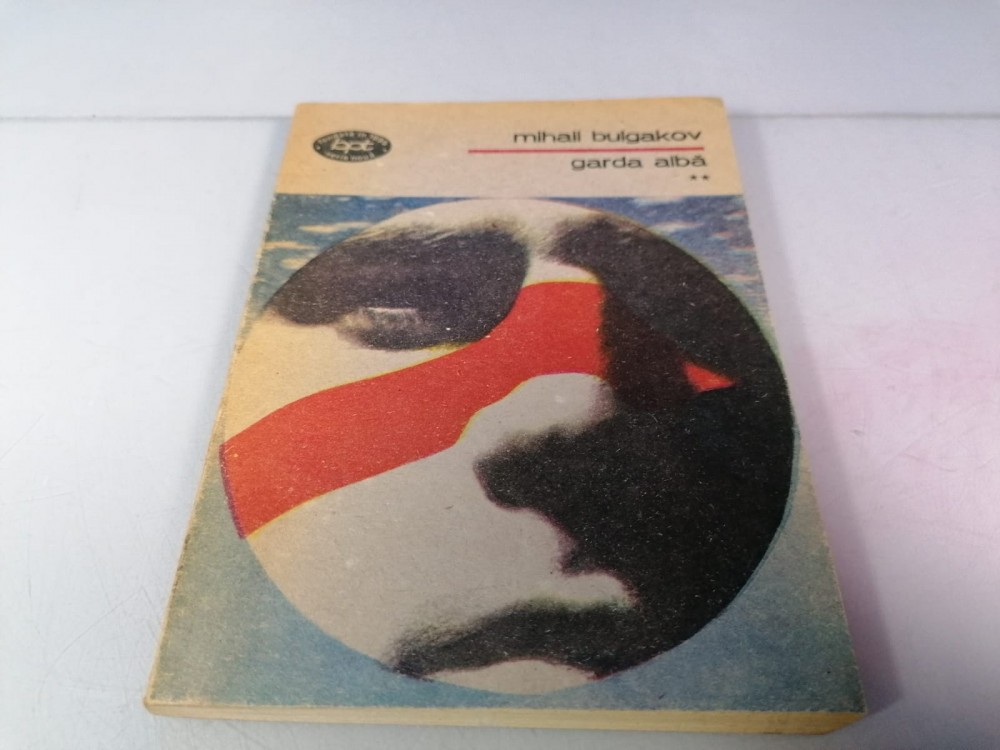 bpt
mihail bulgakov
garda albă
**